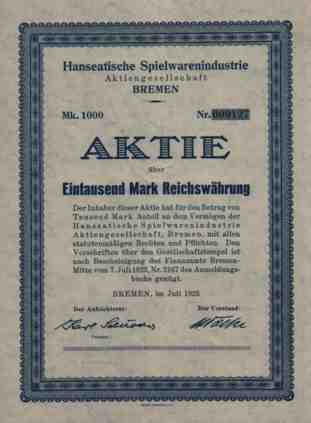 Hanseatische Spielwarenindustrie
Aktiengesellschaft
BREMEN
Mk. 1000
Nr. 000127
AKTIE
über
Eintausend Mark Reichswährung
Der Inhaber dieser Aktie hat für den Betrag von
Tausend Mark Anteil an dem Vermögen der
Hanseatische Spielwarenindustrie
Aktiengesellschaft, Bremen, mit allen
statutenmäßigen Rechten und Pflichten. Den
Vorschriften über den Gesellschaftstempel ist
nach Bescheinigung des Finanzamts Bremen-
Mitte vom 7. Juli 1923, Nr. 2167 des Anmeldungs-
buchs genügt.
BREMEN, im Juli 1923
Der Aufsichtsrat:
Der Vorstand: